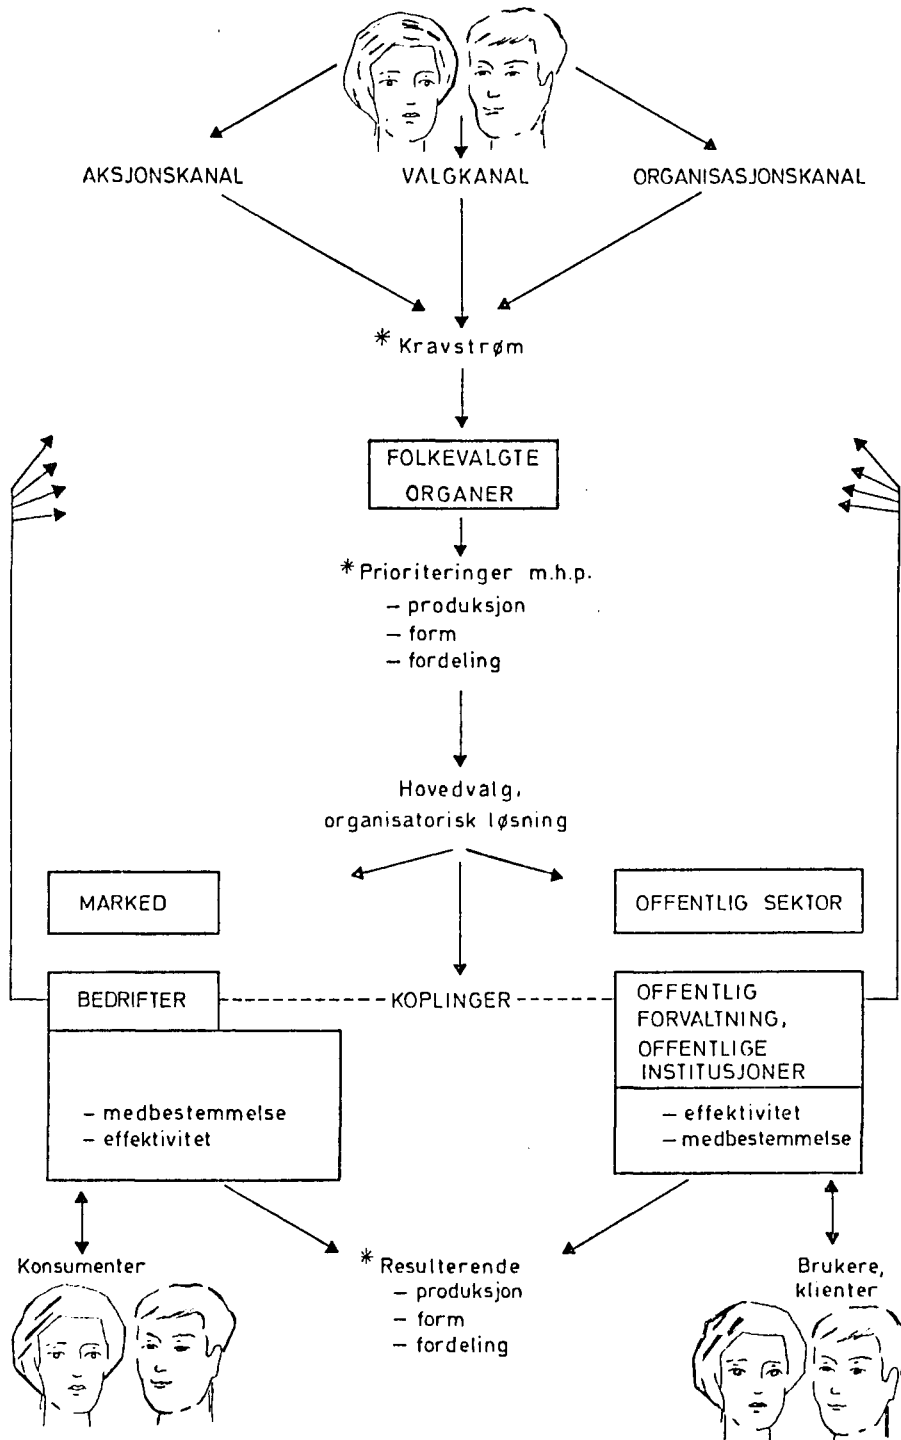 AKSJONSKANAL
VALGKANAL
ORGANISASJONSKANAL
* Kravstrøm
FOLKEVALGTE
ORGANER
* Prioriteringer m.h.p.
– produksjon
– form
– fordeling
Hovedvalg,
organisatorisk løsning
MARKED
OFFENTLIG SEKTOR
BEDRIFTER
KOPLINGER
OFFENTLIG
FORVALTNING,
OFFENTLIGE
INSTITUSJONER
– medbestemmelse
– effektivitet
– effektivitet
– medbestemmelse
Konsumenter
* Resulterende
– produksjon
– form
– fordeling
Brukere,
klienter